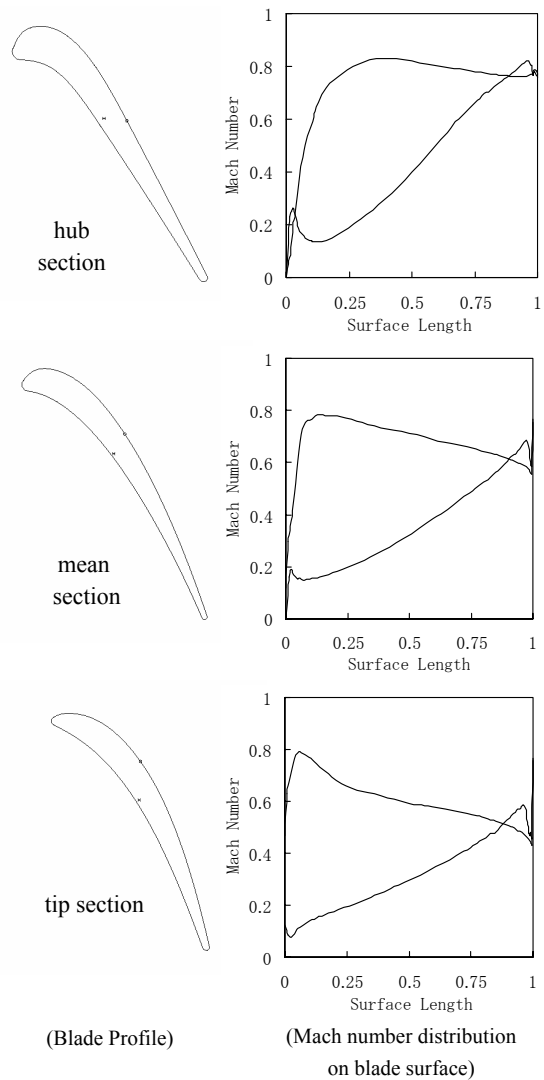 hub
section
1
0.8
0.6
0.4
0.2
0
Mach Number
0 0.25 0.5 0.75 1
Surface Length
mean
section
1
0.8
0.6
0.4
0.2
0
Mach Number
0 0.25 0.5 0.75 1
Surface Length
tip section
1
0.8
0.6
0.4
0.2
0
Mach Number
0 0.25 0.5 0.75 1
Surface Length
(Blade Profile)
(Mach number distribution
on blade surface)